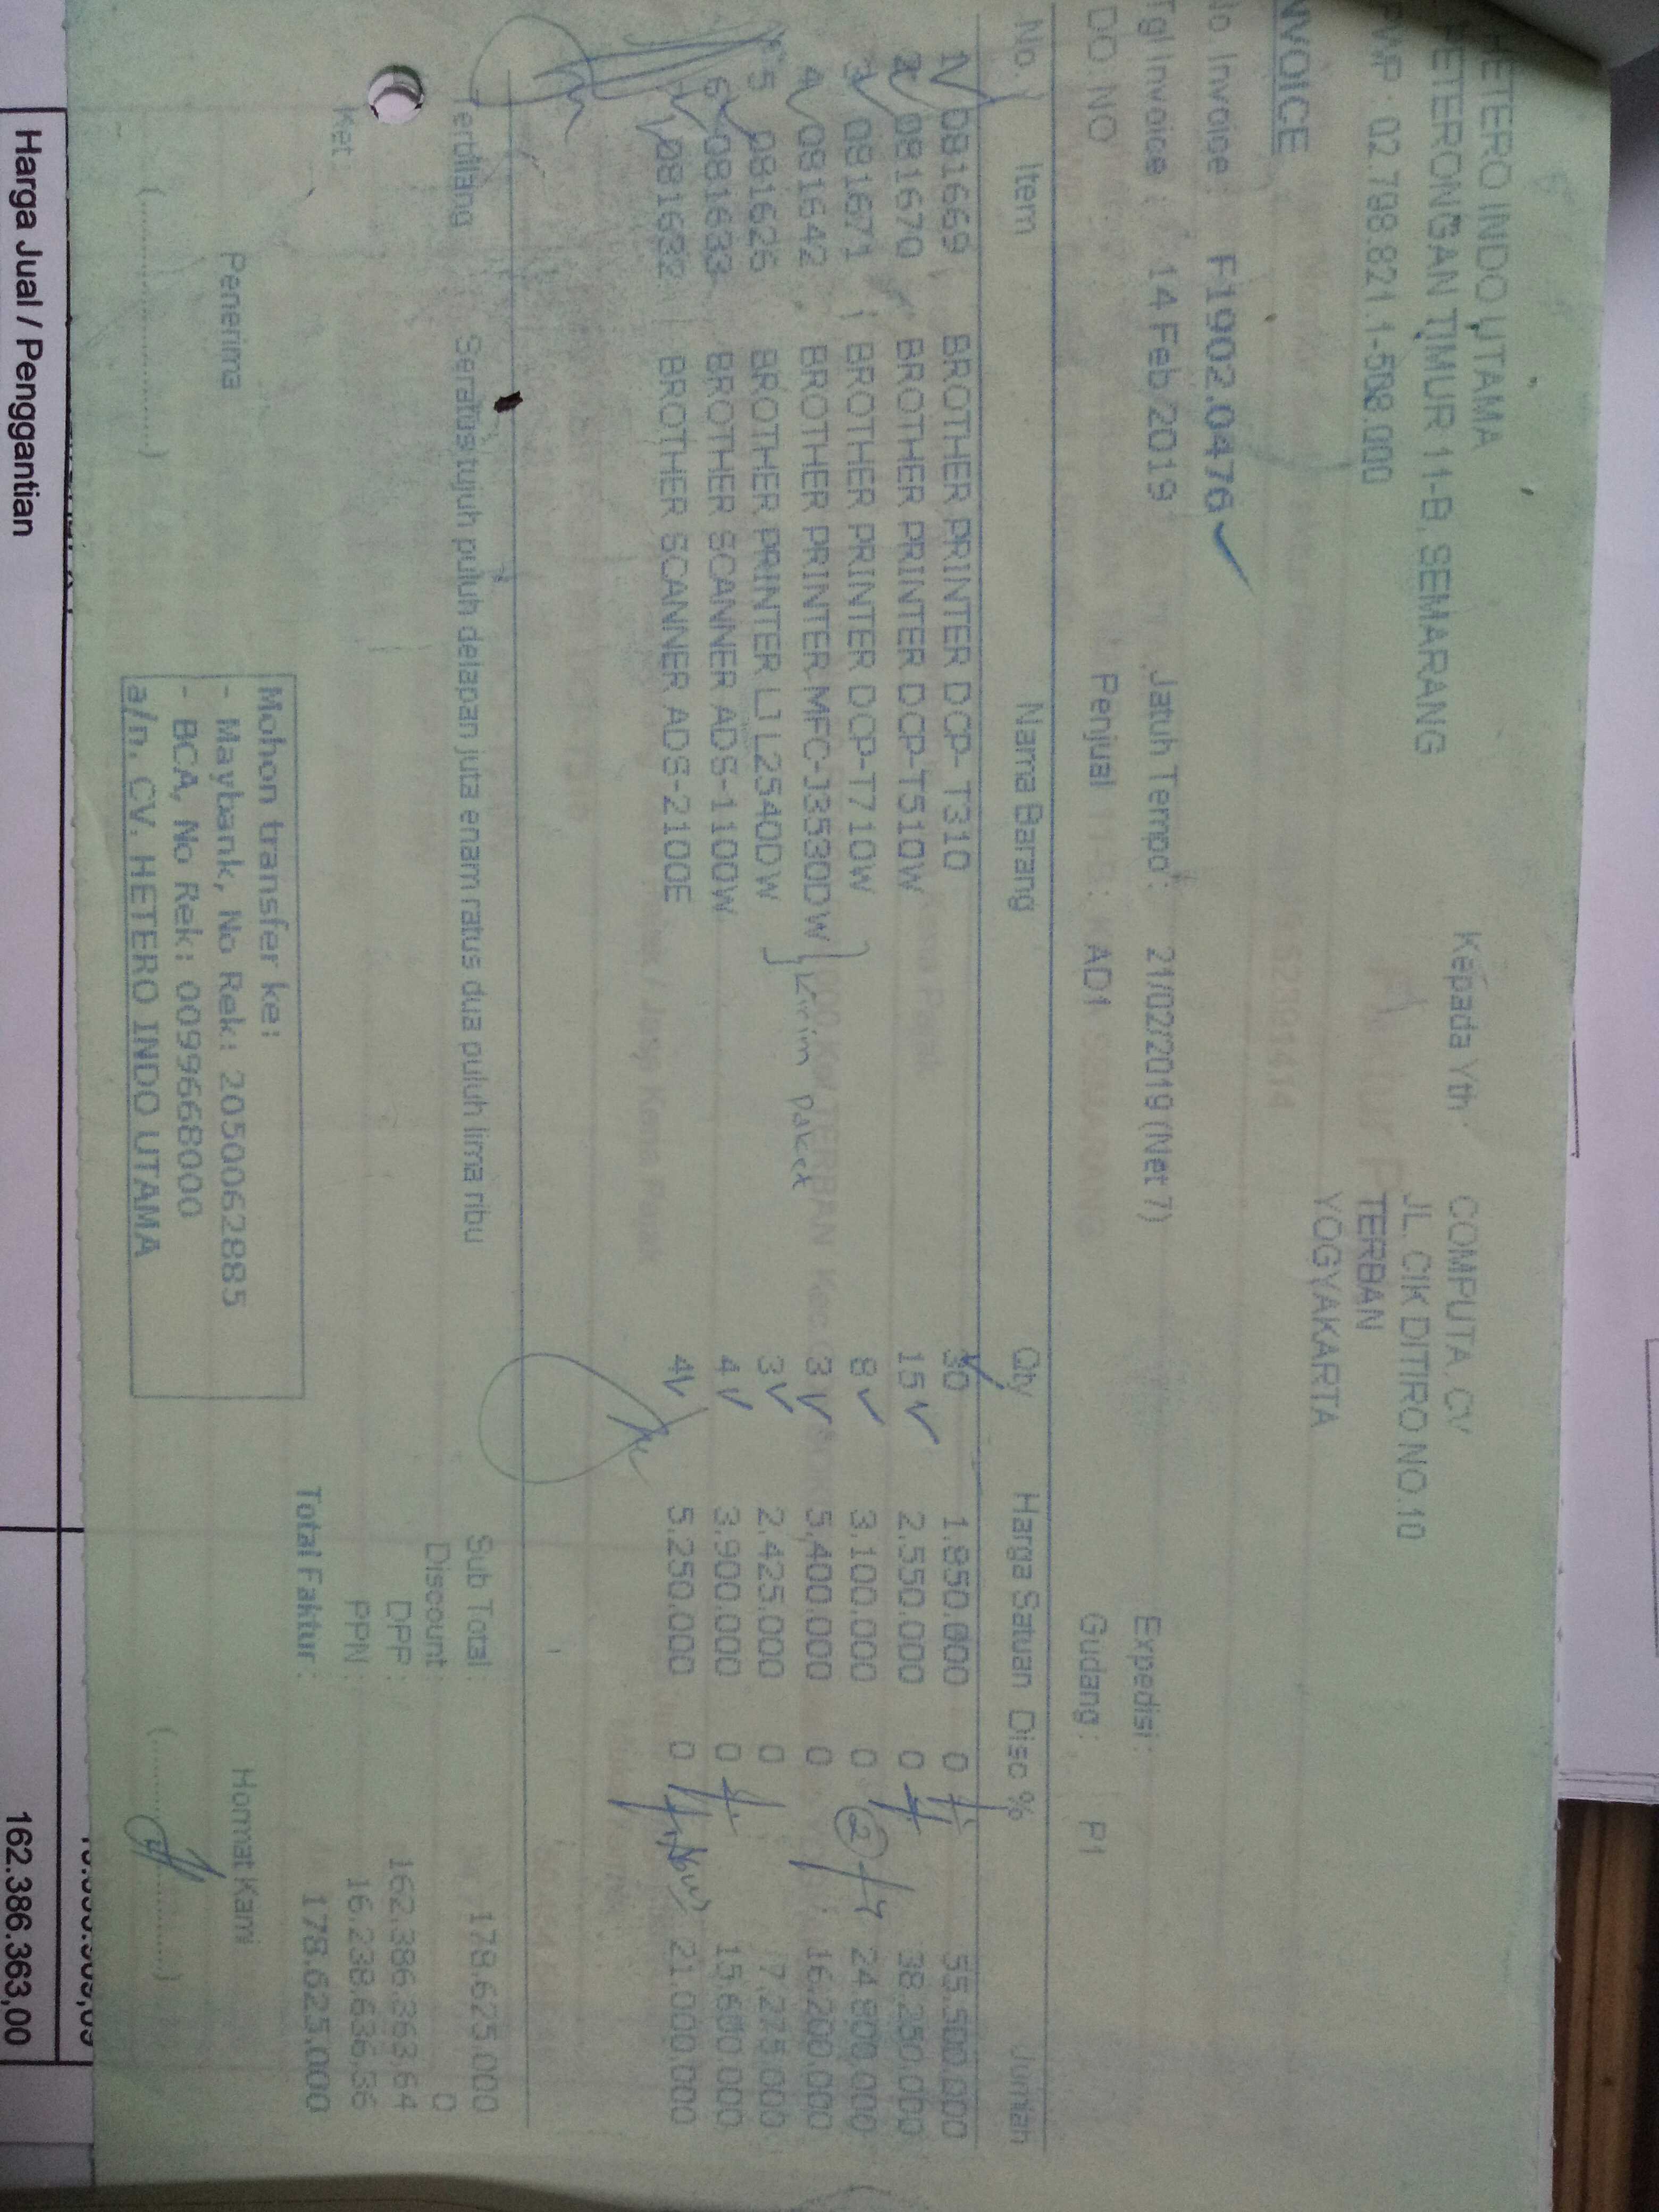 HETERO INDO UTAMA
PETERONGAN TIMUR 11-B, SEMARANG
NPWP : 02.798.821.1-508.000
Kepada Yth.
COMPUTA, CV
JL. CIK DITIRO NO.10
TERBAN
YOGYAKARTA
INVOICE
No. Invoice : F1902.0476
Tgl Invoice : 14 Feb 2019 Jatuh Tempo : 21/02/2019 (Net 7) Expedisi :
DO NO : Penjual : KAD1 Gudang : P1
No. Item Nama Barang Qty Harga Satuan Disc % Jumlah
1 081669 BROTHER PRINTER DCP- T310 30 1.850.000 0 55.500.000
2 081670 BROTHER PRINTER DCP-T510W 15 2.550.000 0 38.250.000
3 081671 BROTHER PRINTER DCP-T710W 8 3.100.000 0 24.800.000
4 081642 BROTHER PRINTER MFC-J3530DW 3 5.400.000 0 16.200.000
5 081626 BROTHER PRINTER LJ L2540DW 3 2.425.000 0 7.275.000
6 081633 BROTHER SCANNER ADS-1100W 4 3.900.000 0 15.600.000
081632 BROTHER SCANNER ADS-2100E 4 5.250.000 0 21.000.000
kirim paket
2
Terbilang : Seratus tujuh puluh delapan juta enam ratus dua puluh lima ribu
Sub Total : 178.625.000
Discount 0
DPP : 162.386.363,64
PPN : 16.238.636,36
Total Faktur : 178.625.000
Ket :
Penerima
(....................)
Mohon transfer ke:
- Maybank, No Rek: 2050062885
- BCA, No Rek: 0099668000
a/n. CV. HETERO INDO UTAMA
Hormat Kami
(....................)
Harga Jual / Penggantian 162.386.363,00